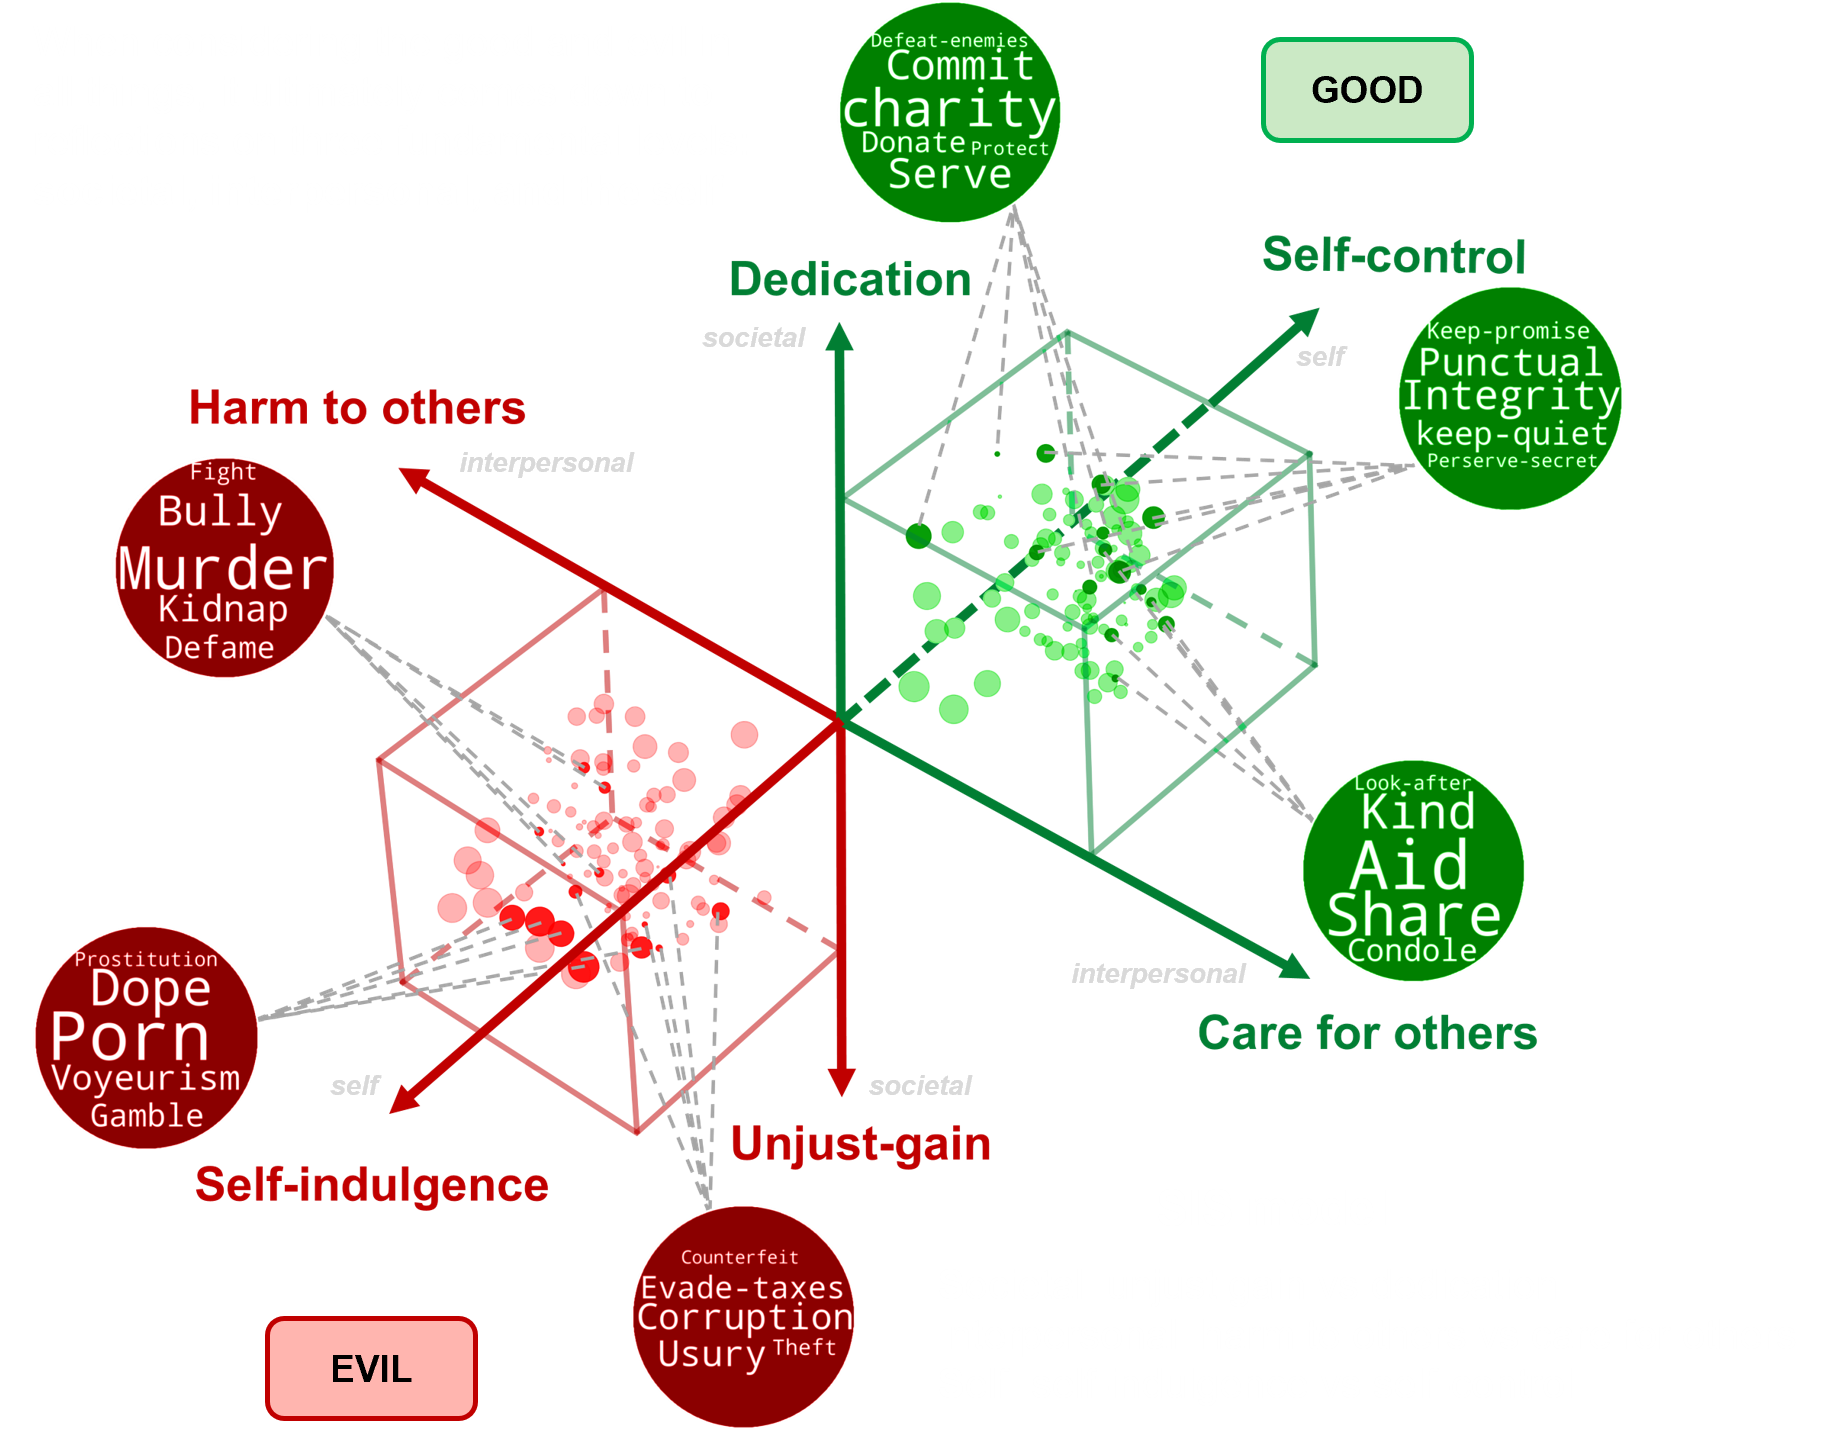 Defeat-enemies
Commit
charity
Donate Protect
Serve
GOOD
Self-control
self
Dedication
societal
Keep-promise
Punctual
Integrity
keep-quiet
Perserve-secret
Harm to others
interpersonal
Fight
Bully
Murder
Kidnap
Defame
Look-after
Kind
Aid
Share
Condole
interpersonal
Care for others
Prostitution
Dope
Porn
Voyeurism
Gamble
self
Self-indulgence
societal
Unjust-gain
Counterfeit
Evade-taxes
Corruption
Usury Theft
EVIL